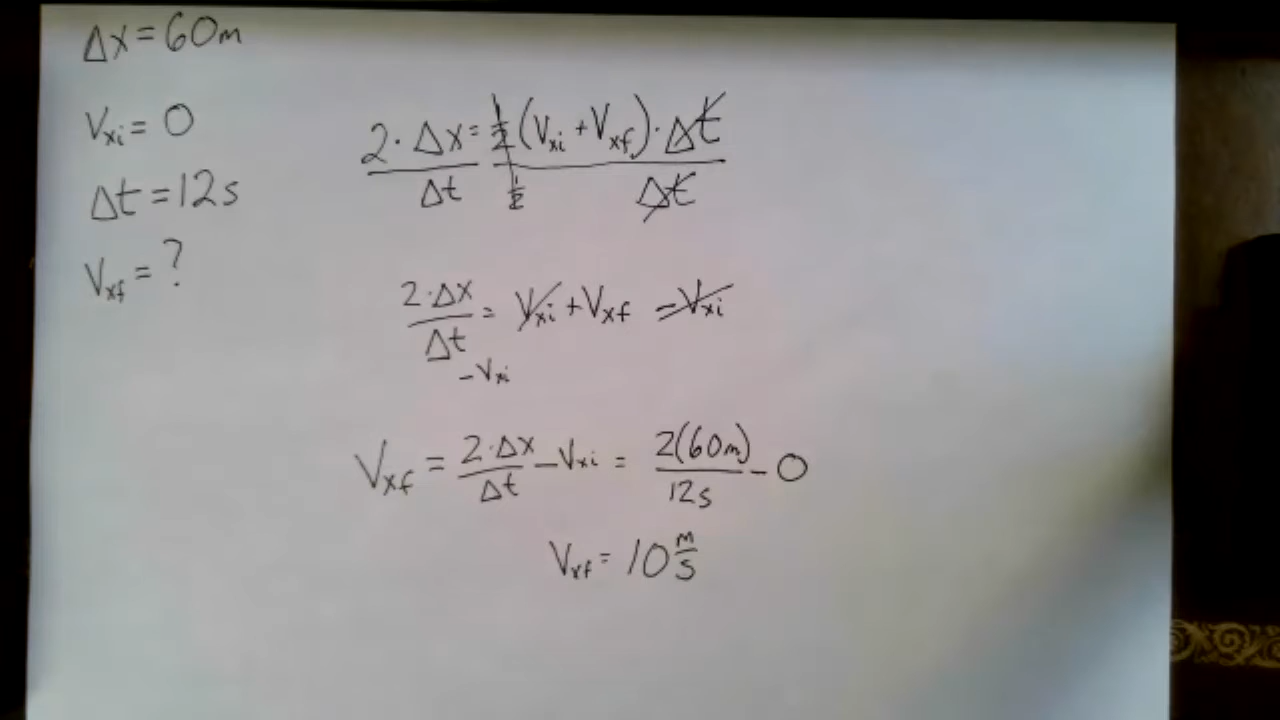 Δx = 60m
Vxi = 0
Δt = 12s
Vxf = ?
2 · Δx = 1/2 (Vxi + Vxf) · Δt
Δt 1/2 Δt
2·Δx/Δt = Vxi + Vxf - Vxi
- Vxi
Vxf = 2·Δx/Δt - Vxi = 2(60m)/12s - 0
Vxf = 10 m/s